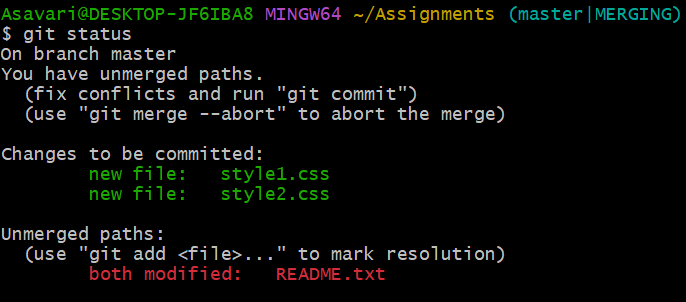 Asavari@DESKTOP-JF6IBA8 MINGW64 ~/Assignments (master|MERGING)
$ git status
On branch master
You have unmerged paths.
  (fix conflicts and run "git commit")
  (use "git merge --abort" to abort the merge)

Changes to be committed:
        new file:   style1.css
        new file:   style2.css

Unmerged paths:
  (use "git add <file>..." to mark resolution)
        both modified:   README.txt